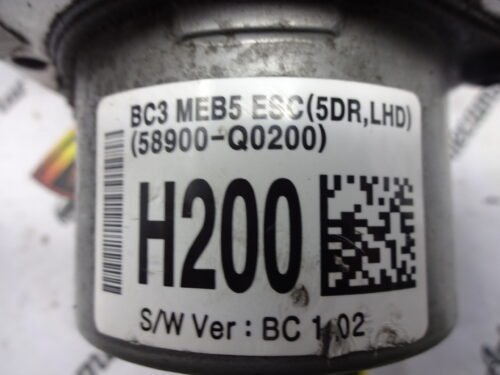 BC3 MEB5 ESC(5DR,LHD)
(58900-Q0200)
H200
S/W Ver : BC 1.02